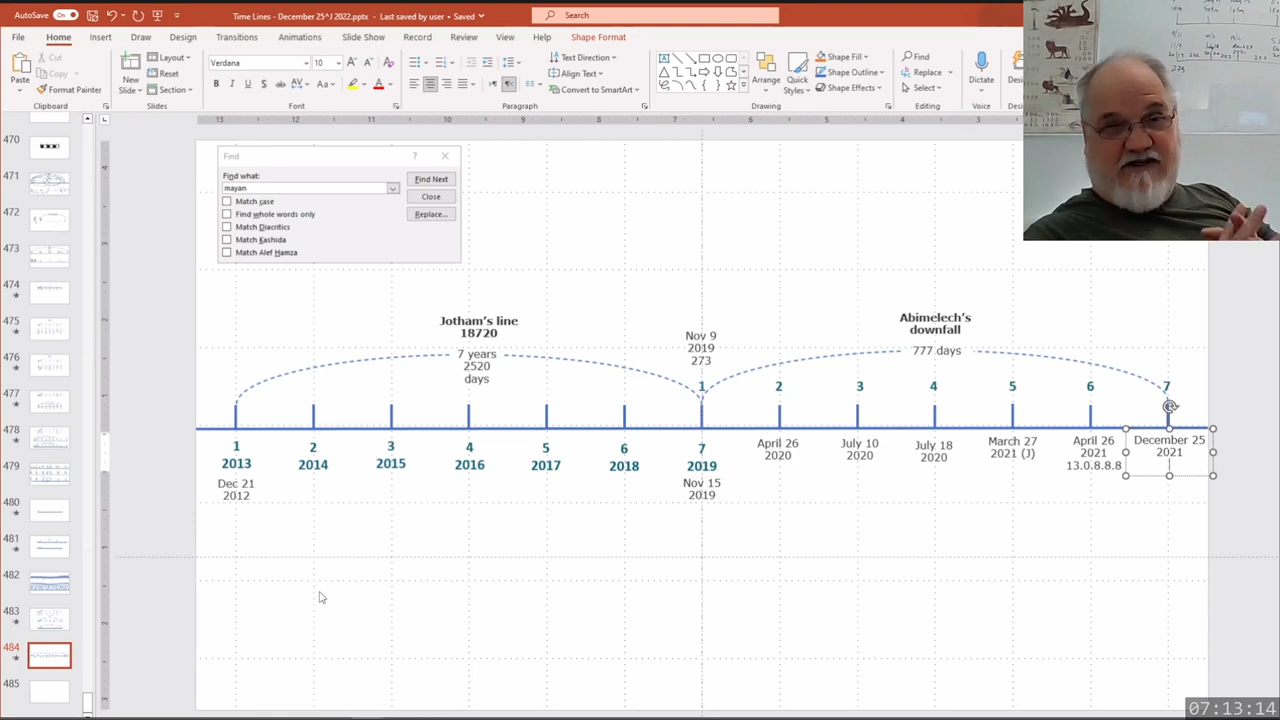 AutoSave On
Time Lines - December 25^J 2022.pptx • Last saved by user • Saved
Search
File Home Insert Draw Design Transitions Animations Slide Show Record Review View Help Shape Format
Paste
Cut
Copy
Format Painter
Clipboard
New Slide
Layout
Reset
Section
Slides
Verdana 10
Font
Text Direction
Align Text
Convert to SmartArt
Paragraph
Arrange
Quick Styles
Shape Fill
Shape Outline
Shape Effects
Drawing
Find
Replace
Select
Editing
Dictate
Voice
13 11 10 9 8 7 6 5 4 3
Find ?
Find what:
mayan
Match case
Find whole words only
Match Diacritics
Match Kashida
Match Alef Hamza
Find Next
Close
Replace...
470
471
472
473
474
475
476
477
478
479
480
481
482
483
484
485
Jotham's line
18720
7 years
2520
days
Nov 9
2019
273
Abimelech's
downfall
777 days
1 2 3 4 5 6 7
1 2 3 4 5 6 7
2013 2014 2015 2016 2017 2018 2019
Dec 21
2012
Nov 15
2019
April 26
2020
July 10
2020
July 18
2020
March 27
2021 (J)
April 26
2021
13.0.8.8.8
December 25
2021
07:13:14